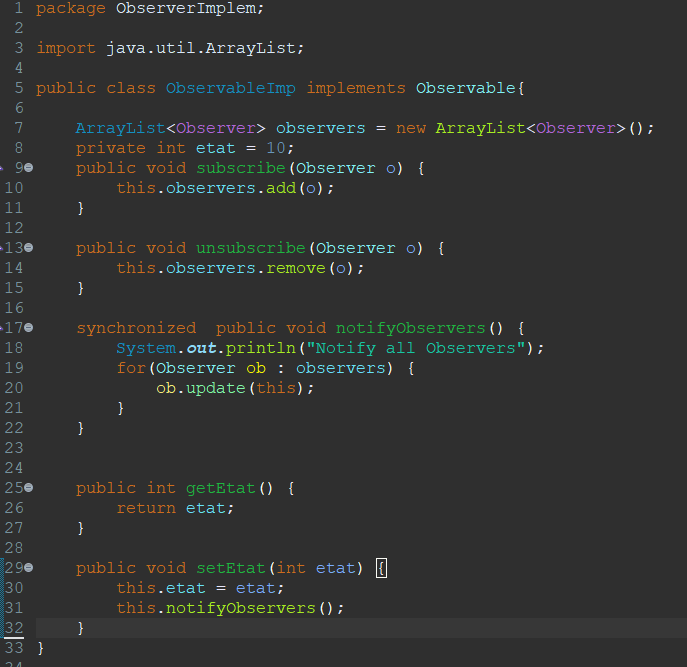 1 package ObserverImplem;
2
3 import java.util.ArrayList;
4
5 public class ObservableImp implements Observable{
6
7     ArrayList<Observer> observers = new ArrayList<Observer>();
8     private int etat = 10;
9     public void subscribe(Observer o) {
10         this.observers.add(o);
11     }
12
13     public void unsubscribe(Observer o) {
14         this.observers.remove(o);
15     }
16
17     synchronized  public void notifyObservers() {
18         System.out.println("Notify all Observers");
19         for(Observer ob : observers) {
20             ob.update(this);
21         }
22     }
23
24
25     public int getEtat() {
26         return etat;
27     }
28
29     public void setEtat(int etat) {
30         this.etat = etat;
31         this.notifyObservers();
32     }
33 }